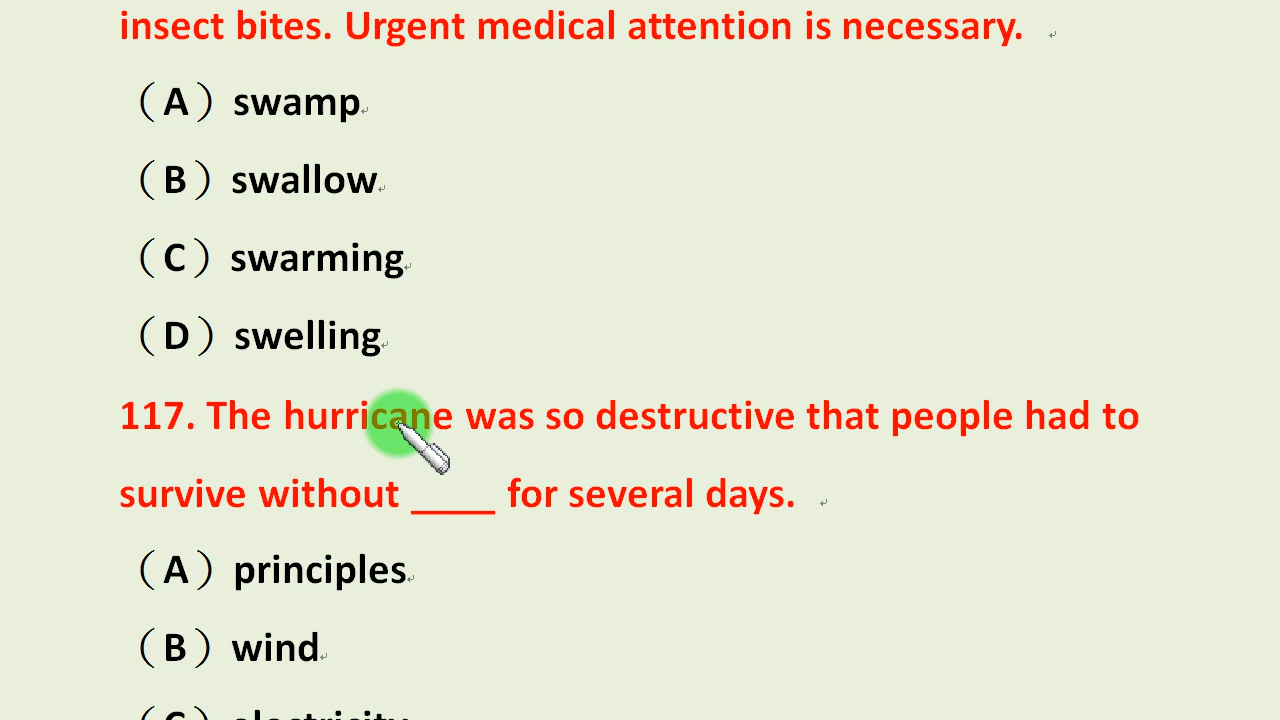 insect bites. Urgent medical attention is necessary.
（A）swamp
（B）swallow
（C）swarming
（D）swelling
117. The hurricane was so destructive that people had to
survive without ____ for several days.
（A）principles
（B）wind
（C）electricity